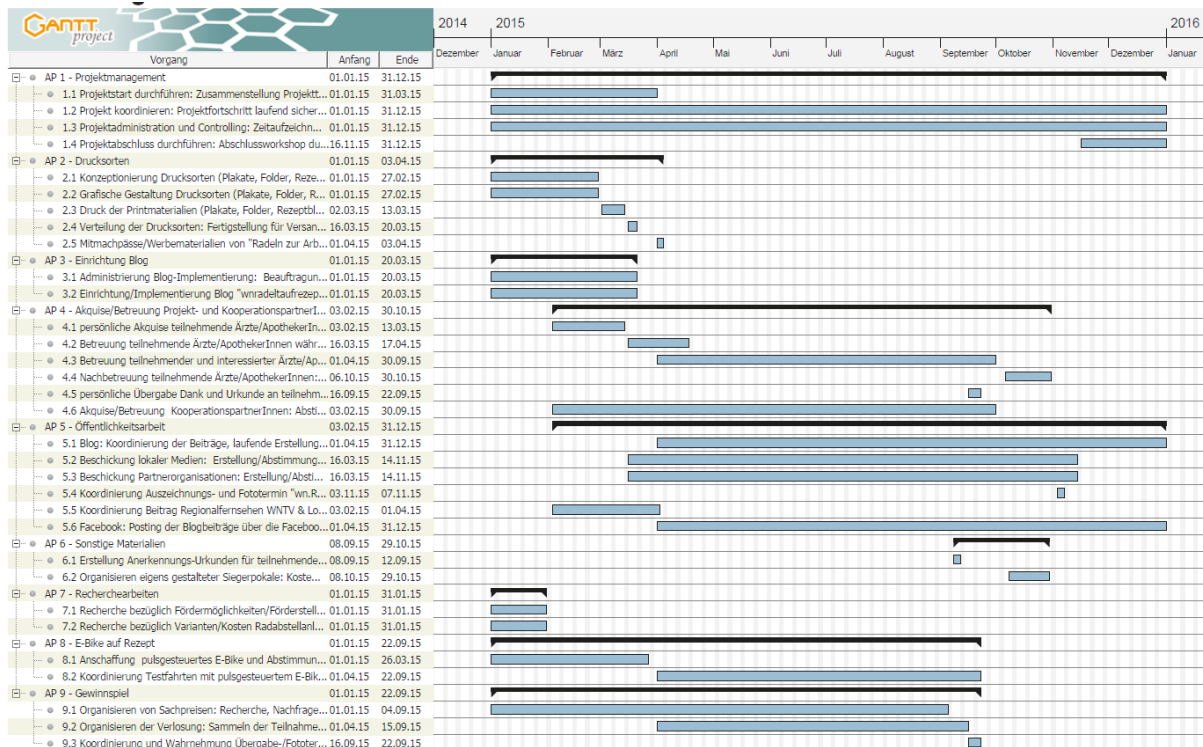 GANTT project
2014 2015 2016
Vorgang Anfang Ende Dezember Januar Februar März April Mai Juni Juli August September Oktober November Dezember Januar
AP 1 - Projektmanagement 01.01.15 31.12.15
1.1 Projektstart durchführen: Zusammenstellung Projektt... 01.01.15 31.03.15
1.2 Projekt koordinieren: Projektfortschritt laufend sicher... 01.01.15 31.12.15
1.3 Projektadministration und Controlling: Zeitaufzeichn... 01.01.15 31.12.15
1.4 Projektabschluss durchführen: Abschlussworkshop du... 16.11.15 31.12.15
AP 2 - Drucksorten 01.01.15 03.04.15
2.1 Konzeptionierung Drucksorten (Plakate, Folder, Reze... 01.01.15 27.02.15
2.2 Grafische Gestaltung Drucksorten (Plakate, Folder, R... 01.01.15 27.02.15
2.3 Druck der Printmaterialien (Plakate, Folder, Rezeptbl... 02.03.15 13.03.15
2.4 Verteilung der Drucksorten: Fertigstellung für Versan... 16.03.15 20.03.15
2.5 Mitmachpässe/Werbematerialien von "Radeln zur Arb... 01.04.15 03.04.15
AP 3 - Einrichtung Blog 01.01.15 20.03.15
3.1 Administrierung Blog-Implementierung: Beauftragun... 01.01.15 20.03.15
3.2 Einrichtung/Implementierung Blog "wnradeltaufrezep... 01.01.15 20.03.15
AP 4 - Akquise/Betreuung Projekt- und KooperationspartnerI... 03.02.15 30.10.15
4.1 persönliche Akquise teilnehmende Ärzte/ApothekerIn... 03.02.15 13.03.15
4.2 Betreuung teilnehmende Ärzte/ApothekerInnen währ... 16.03.15 17.04.15
4.3 Betreuung teilnehmender und interessierter Ärzte/Ap... 01.04.15 30.09.15
4.4 Nachbetreuung teilnehmende Ärzte/ApothekerInnen:... 06.10.15 30.10.15
4.5 persönliche Übergabe Dank und Urkunde an teilnehm... 16.09.15 22.09.15
4.6 Akquise/Betreuung KooperationspartnerInnen: Absti... 03.02.15 30.09.15
AP 5 - Öffentlichkeitsarbeit 03.02.15 31.12.15
5.1 Blog: Koordinierung der Beiträge, laufende Erstellung... 01.04.15 31.12.15
5.2 Beschickung lokaler Medien: Erstellung/Abstimmung... 16.03.15 14.11.15
5.3 Beschickung Partnerorganisationen: Erstellung/Absti... 16.03.15 14.11.15
5.4 Koordinierung Auszeichnungs- und Fototermin "wn.R... 03.11.15 07.11.15
5.5 Koordinierung Beitrag Regionalfernsehen WNTV & Lo... 03.02.15 01.04.15
5.6 Facebook: Posting der Blogbeiträge über die Faceboo... 01.04.15 31.12.15
AP 6 - Sonstige Materialien 08.09.15 29.10.15
6.1 Erstellung Anerkennungs-Urkunden für teilnehmende... 08.09.15 12.09.15
6.2 Organisieren eigens gestalteter Siegerpokale: Koste... 08.10.15 29.10.15
AP 7 - Recherchearbeiten 01.01.15 31.01.15
7.1 Recherche bezüglich Fördermöglichkeiten/Förderstell... 01.01.15 31.01.15
7.2 Recherche bezüglich Varianten/Kosten Radabstellanl... 01.01.15 31.01.15
AP 8 - E-Bike auf Rezept 01.01.15 22.09.15
8.1 Anschaffung pulsgesteuertes E-Bike und Abstimmun... 01.01.15 26.03.15
8.2 Koordinierung Testfahrten mit pulsgesteuertem E-Bik... 01.04.15 22.09.15
AP 9 - Gewinnspiel 01.01.15 22.09.15
9.1 Organisieren von Sachpreisen: Recherche, Nachfrage... 01.01.15 04.09.15
9.2 Organisieren der Verlosung: Sammeln der Teilnahme... 01.04.15 15.09.15
9.3 Koordinierung und Wahrnehmung Übergabe-/Fototer... 16.09.15 22.09.15